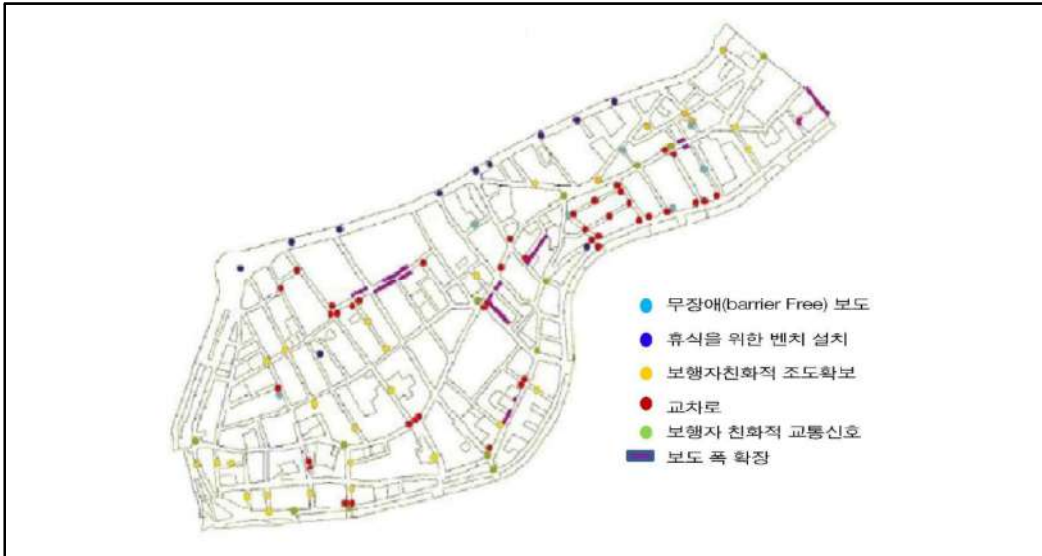 무장애(barrier Free) 보도
휴식을 위한 벤치 설치
보행자친화적 조도확보
교차로
보행자 친화적 교통신호
보도 폭 확장